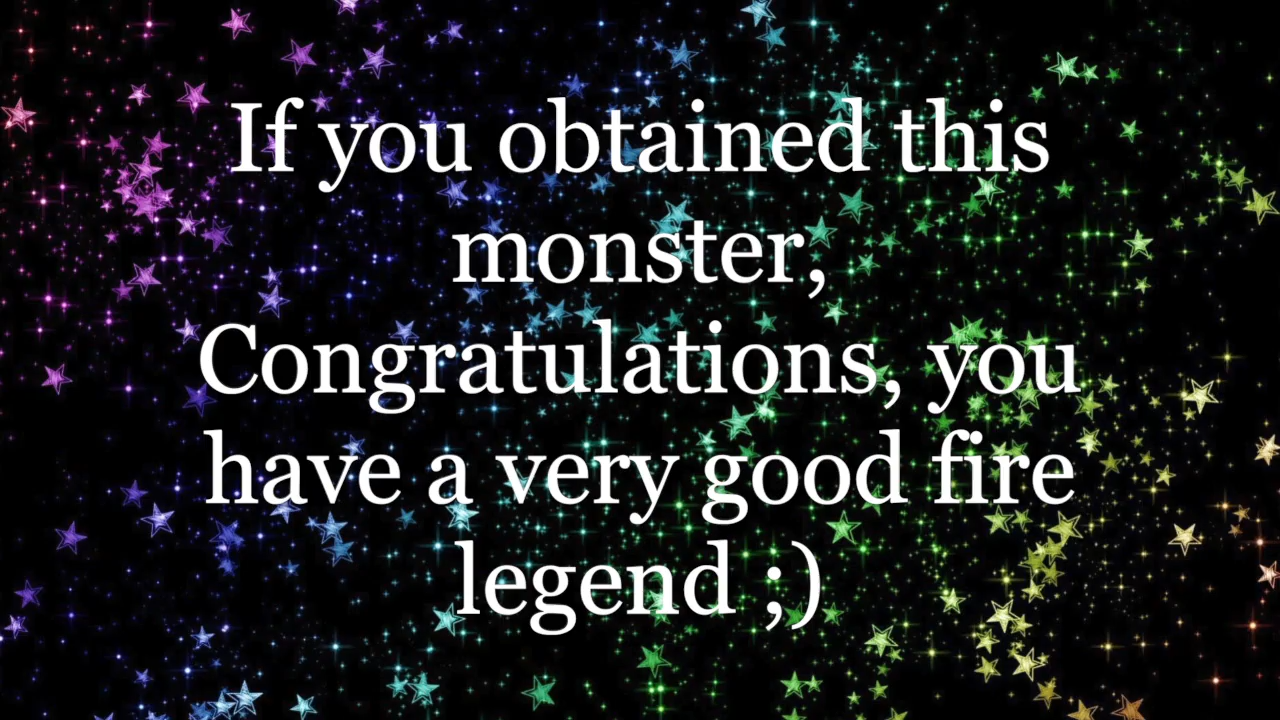 If you obtained this
monster,
Congratulations, you
have a very good fire
legend ;)